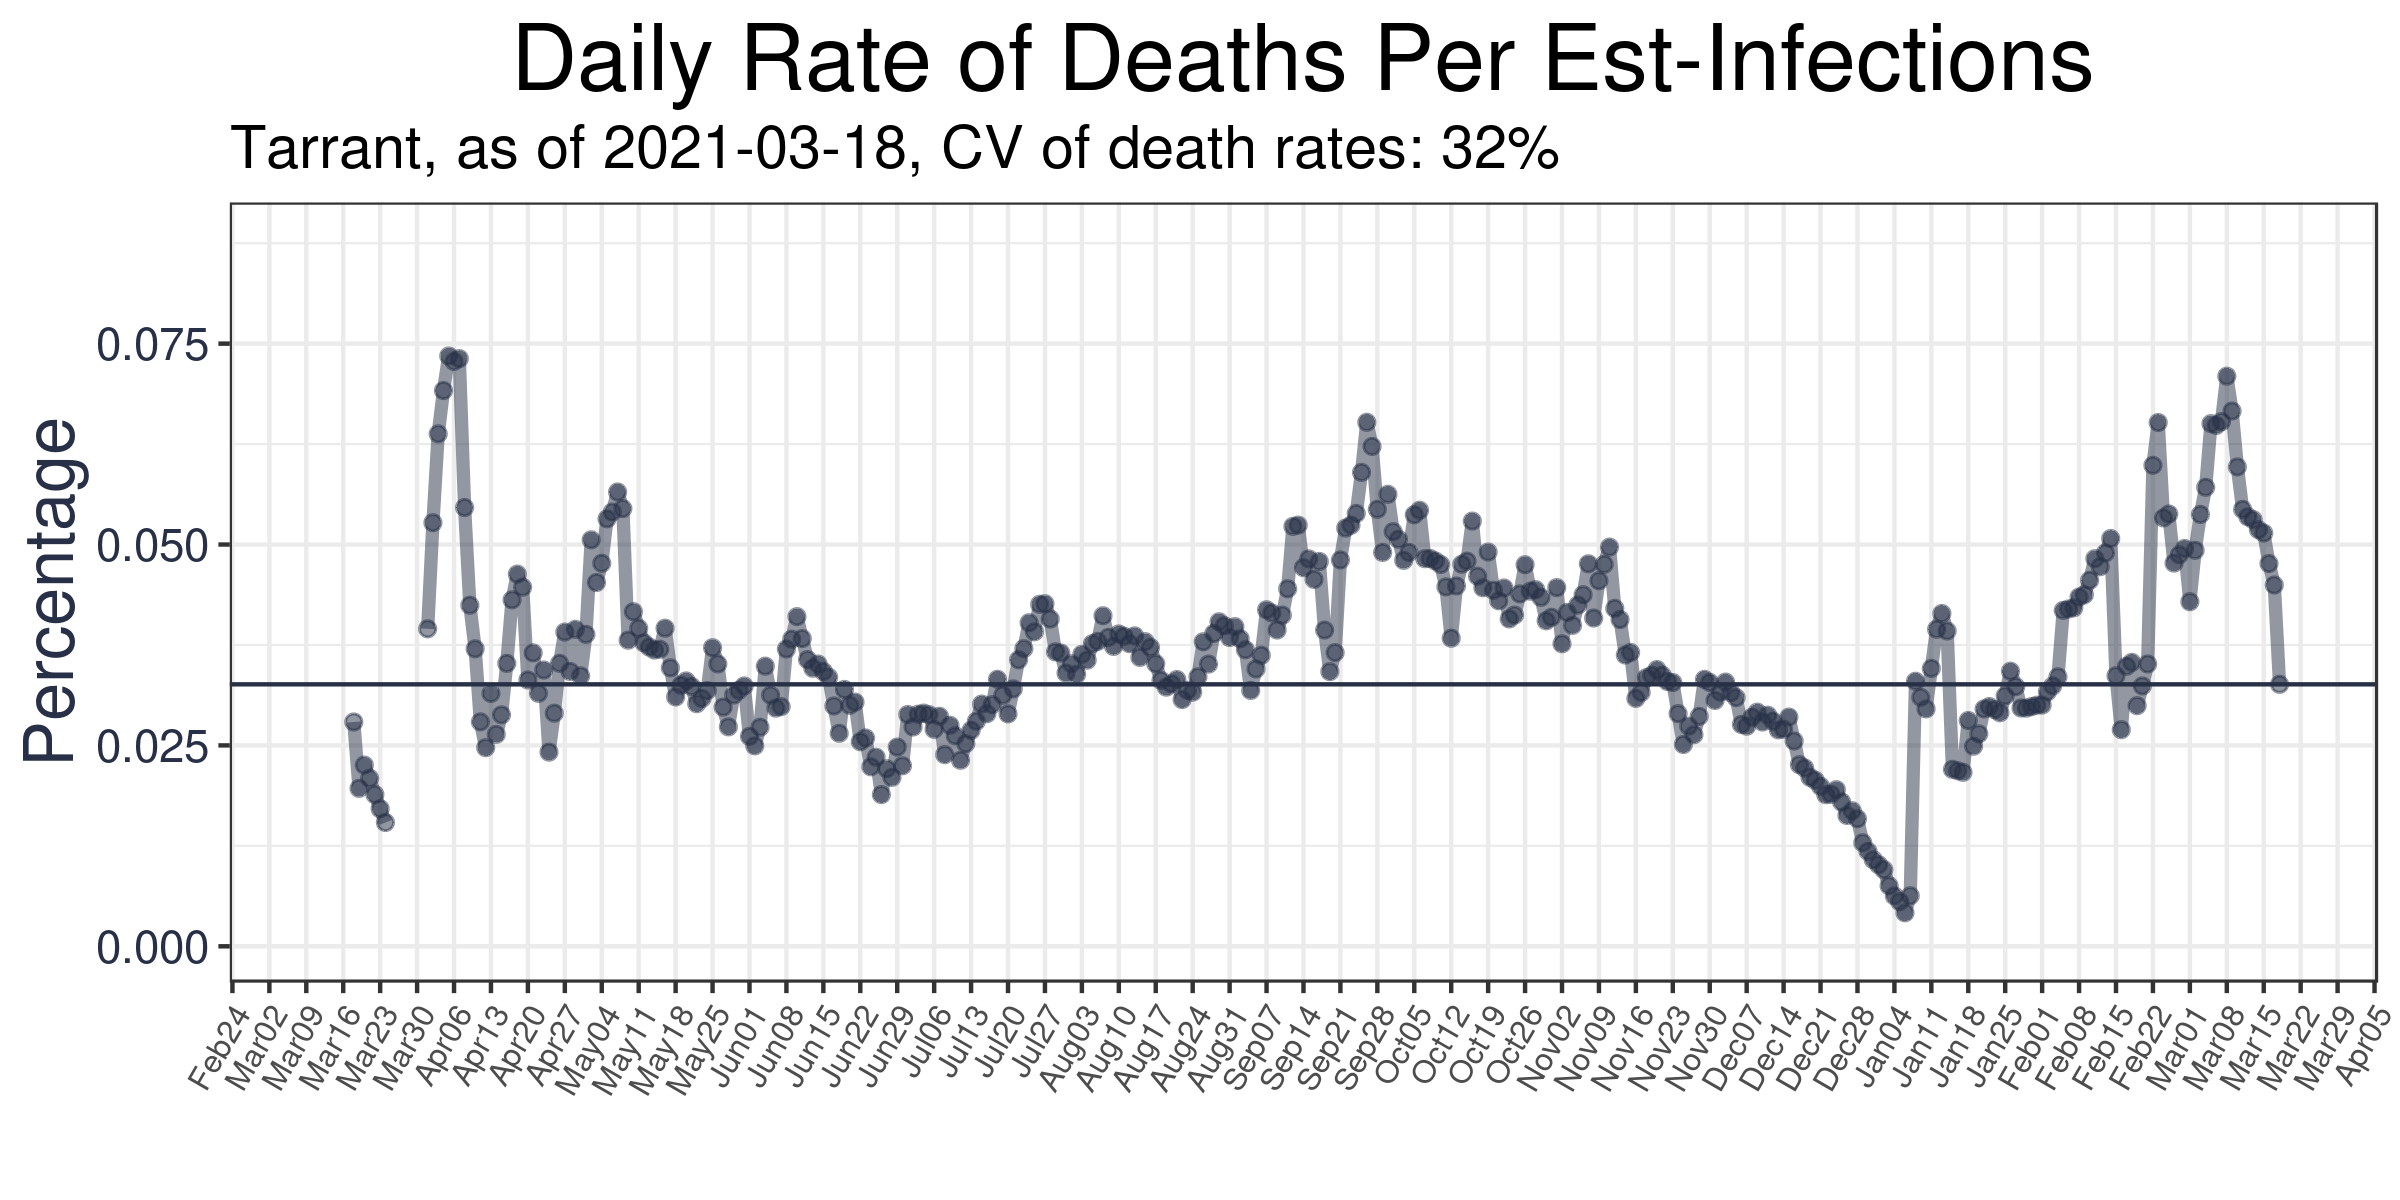 Daily Rate of Deaths Per Est-Infections
Tarrant, as of 2021-03-18, CV of death rates: 32%
Percentage
0.075
0.050
0.025
0.000
Feb24
Mar02
Mar09
Mar16
Mar23
Mar30
Apr06
Apr13
Apr20
Apr27
May04
May11
May18
May25
Jun01
Jun08
Jun15
Jun22
Jun29
Jul06
Jul13
Jul20
Jul27
Aug03
Aug10
Aug17
Aug24
Aug31
Sep07
Sep14
Sep21
Sep28
Oct05
Oct12
Oct19
Oct26
Nov02
Nov09
Nov16
Nov23
Nov30
Dec07
Dec14
Dec21
Dec28
Jan04
Jan11
Jan18
Jan25
Feb01
Feb08
Feb15
Feb22
Mar01
Mar08
Mar15
Mar22
Mar29
Apr05